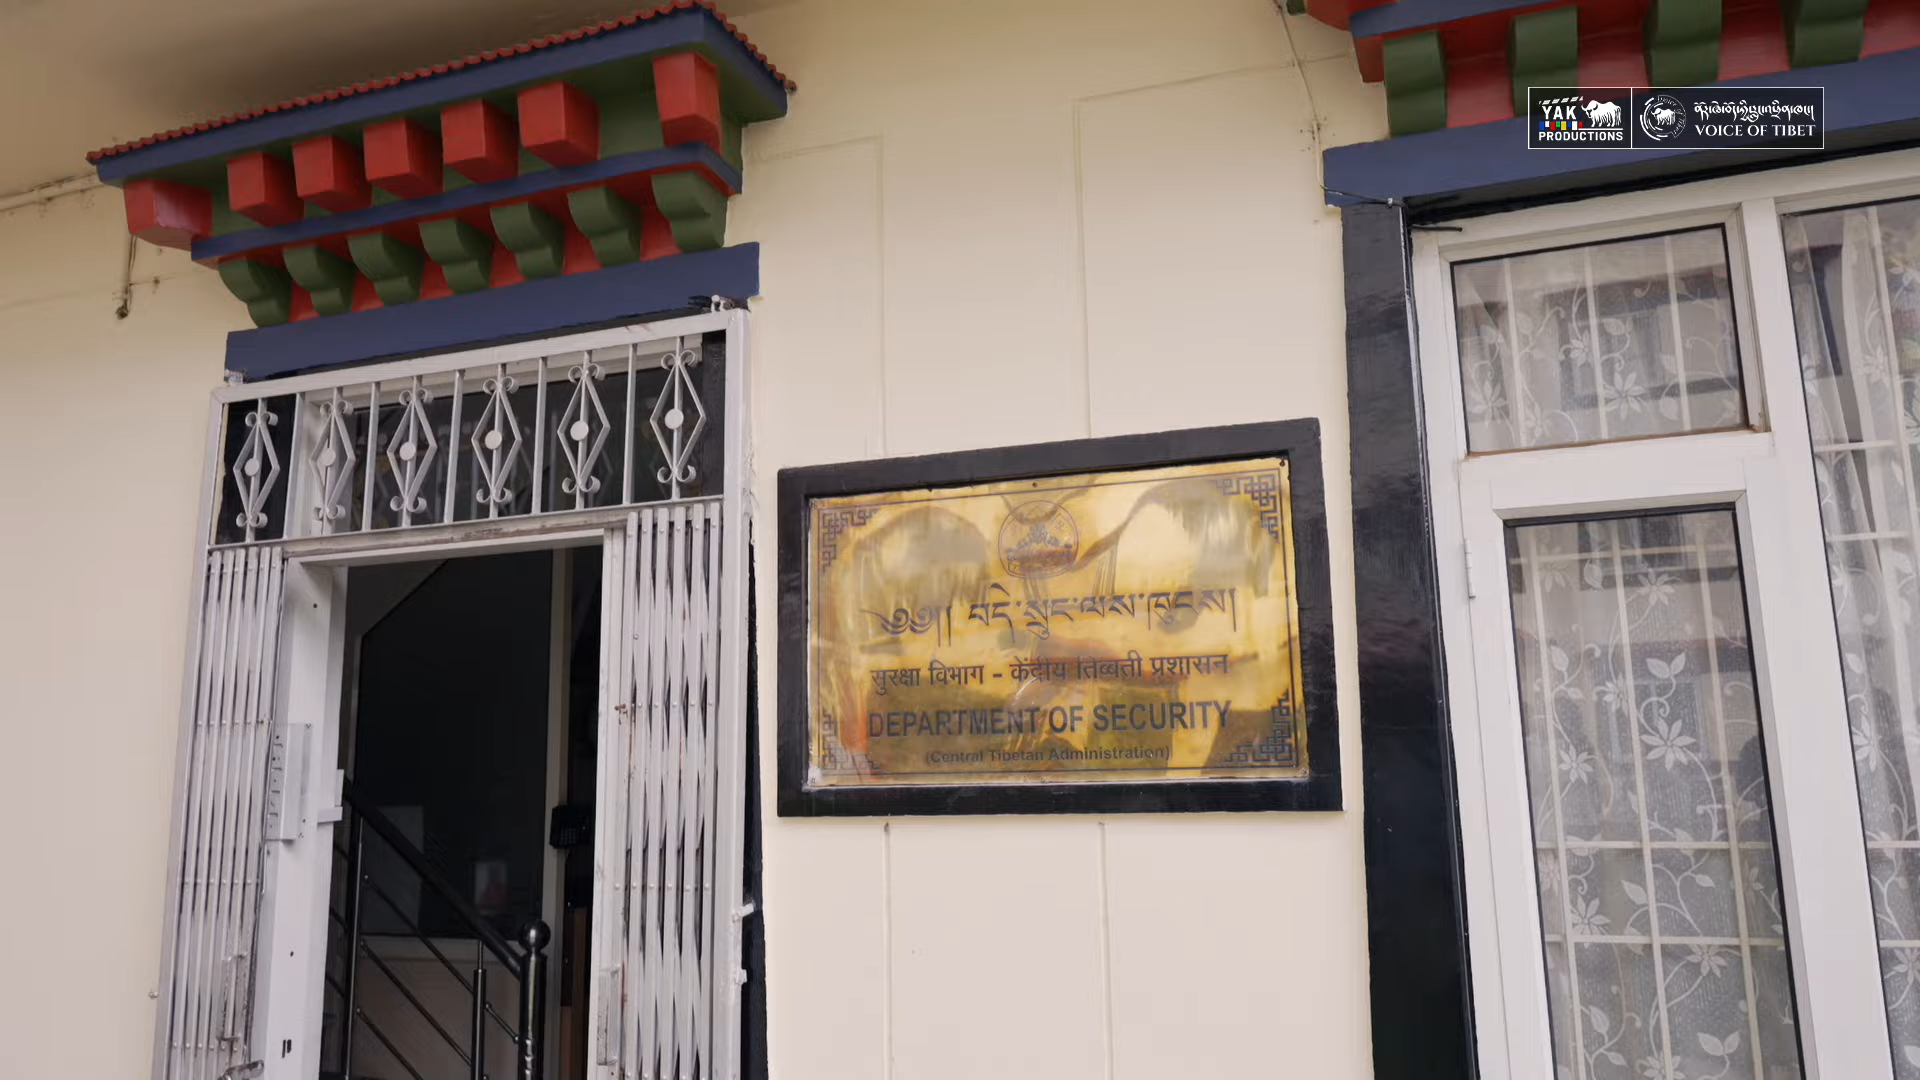 YAK
PRODUCTIONS
VOICE OF TIBET
༄༅།། བདེ་སྲུང་ལས་ཁུངས།
सुरक्षा विभाग - केंद्रीय तिब्बती प्रशासन
DEPARTMENT OF SECURITY
(Central Tibetan Administration)